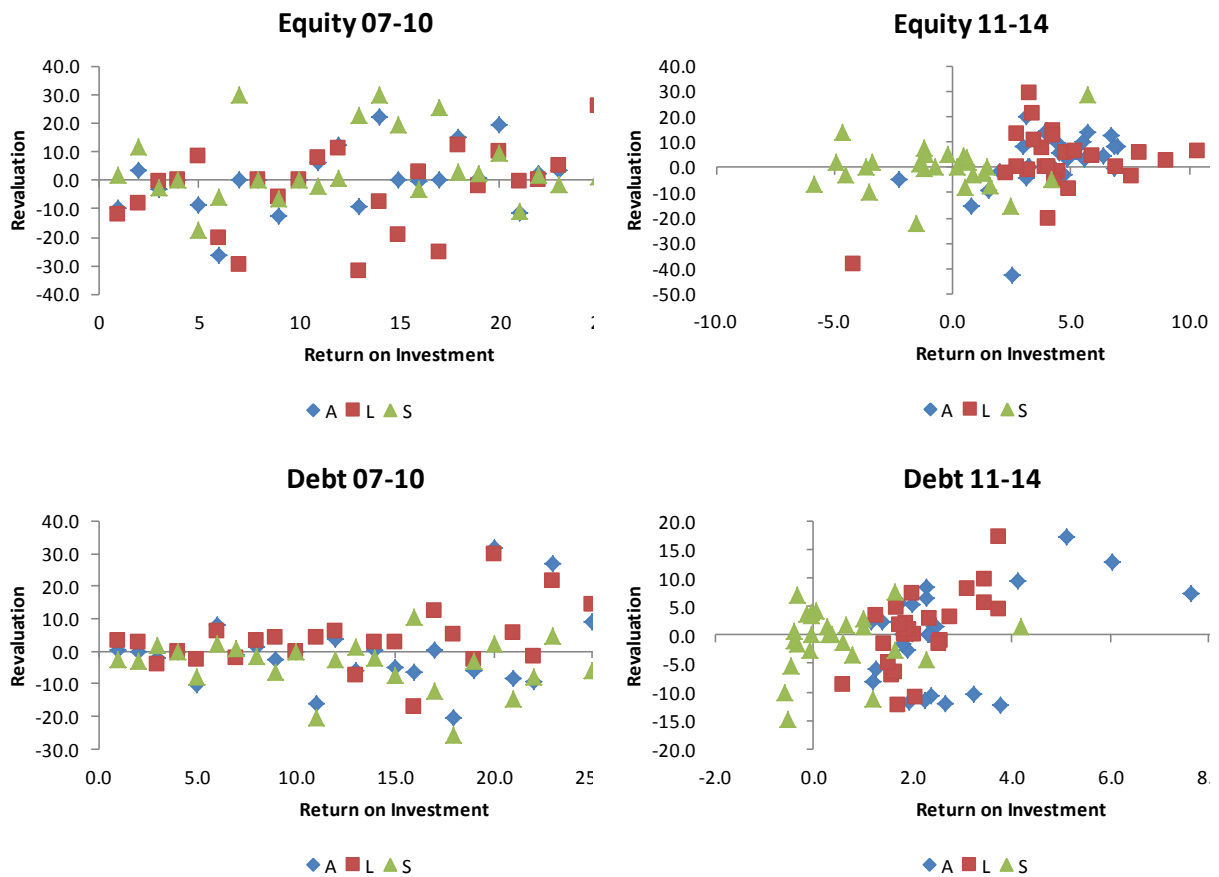 Equity 07-10
40.0
30.0
20.0
10.0
0.0
-10.0
-20.0
-30.0
-40.0
Revaluation
0 5 10 15 20 2
Return on Investment
A L S
Equity 11-14
40.0
30.0
20.0
10.0
0.0
-10.0
-20.0
-30.0
-40.0
-50.0
Revaluation
-10.0 -5.0 0.0 5.0 10.0
Return on Investment
A L S
Debt 07-10
40.0
30.0
20.0
10.0
0.0
-10.0
-20.0
-30.0
Revaluation
0.0 5.0 10.0 15.0 20.0 25
Return on Investment
A L S
Debt 11-14
20.0
15.0
10.0
5.0
0.0
-5.0
-10.0
-15.0
-20.0
Revaluation
-2.0 0.0 2.0 4.0 6.0 8.
Return on Investment
A L S